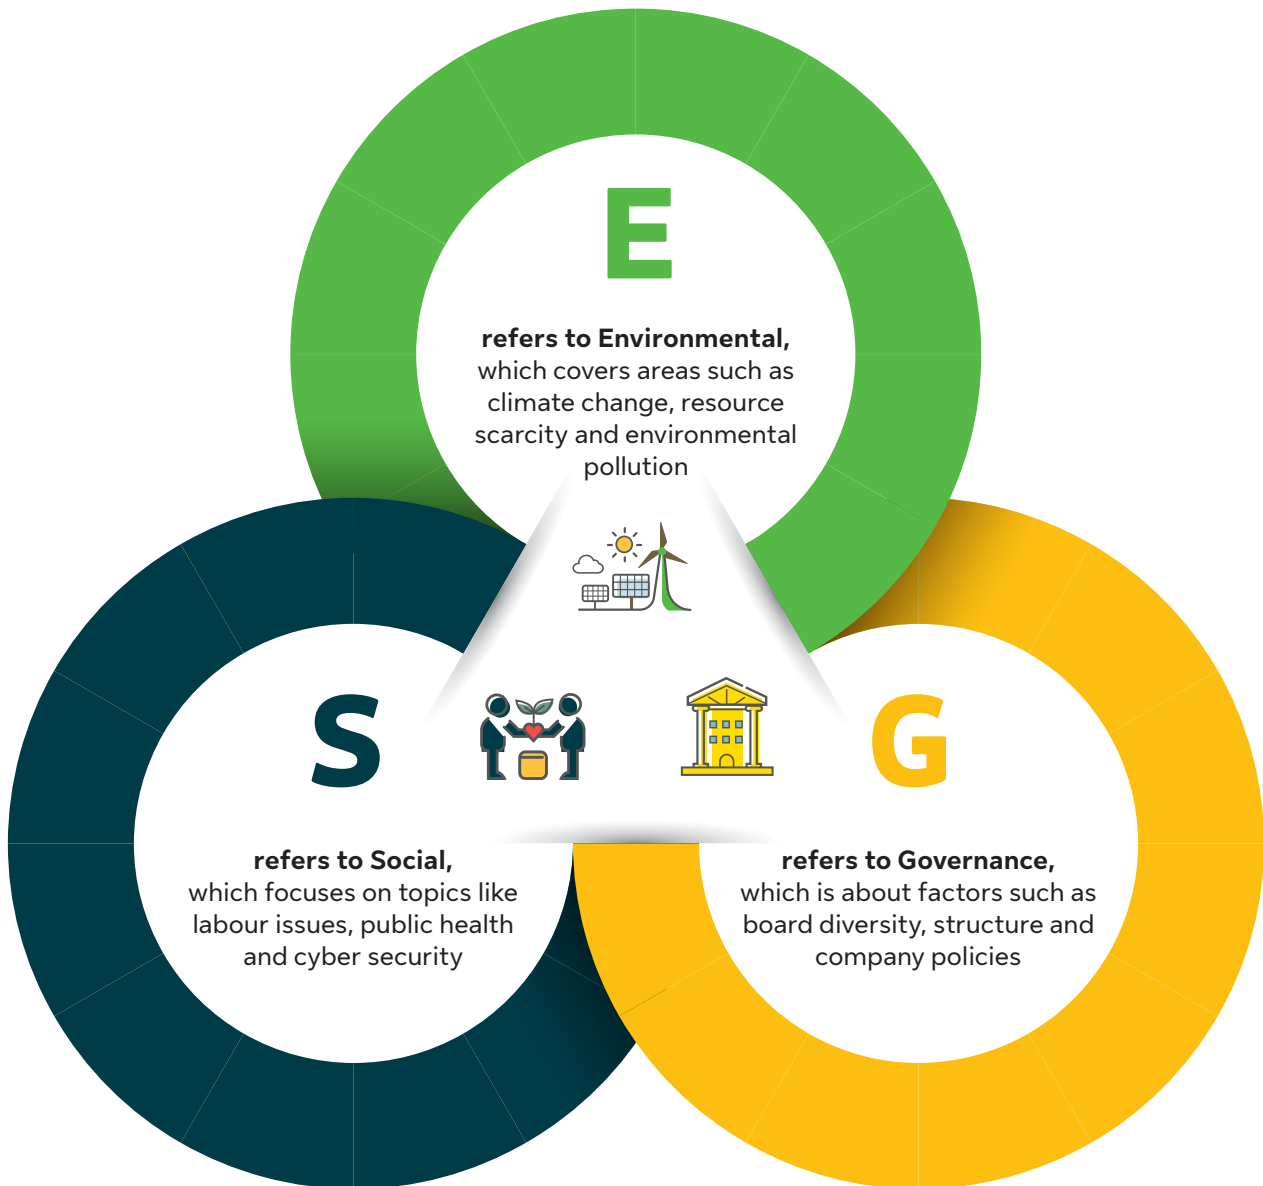 E
refers to Environmental,
which covers areas such as
climate change, resource
scarcity and environmental
pollution
S
refers to Social,
which focuses on topics like
labour issues, public health
and cyber security
G
refers to Governance,
which is about factors such as
board diversity, structure and
company policies